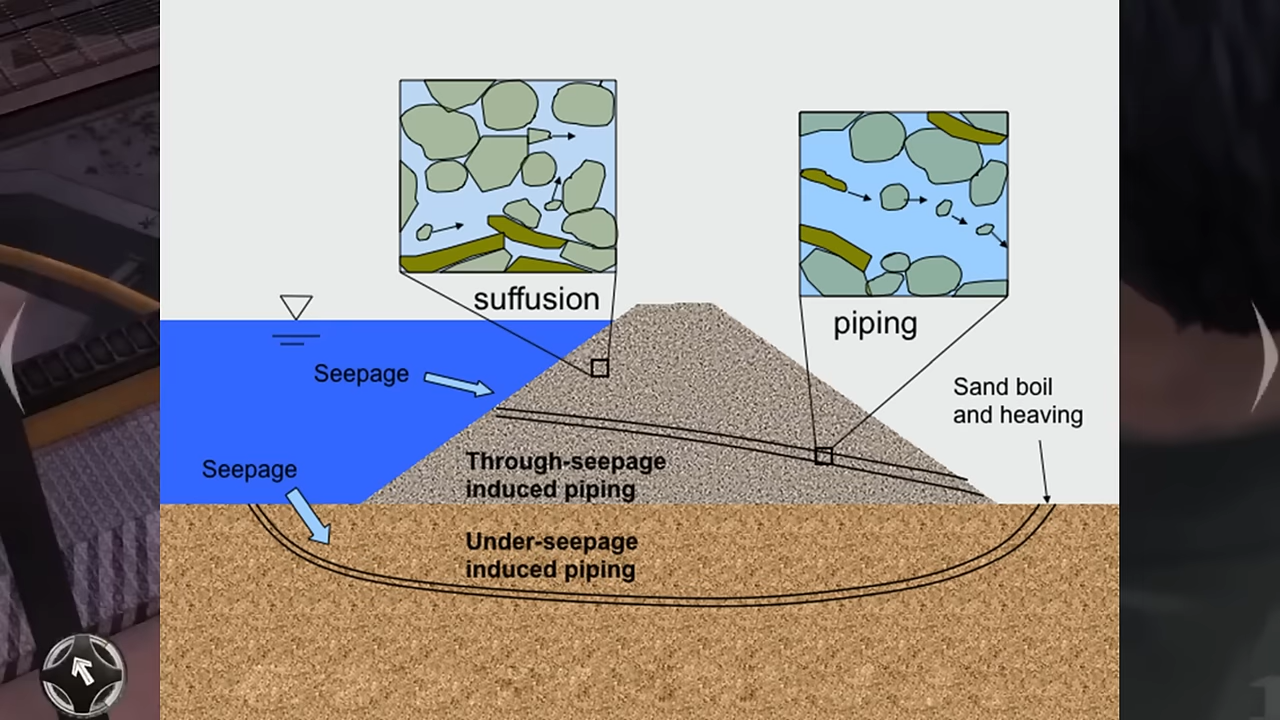 suffusion
piping
Seepage
Sand boil
and heaving
Seepage
Through-seepage
induced piping
Under-seepage
induced piping